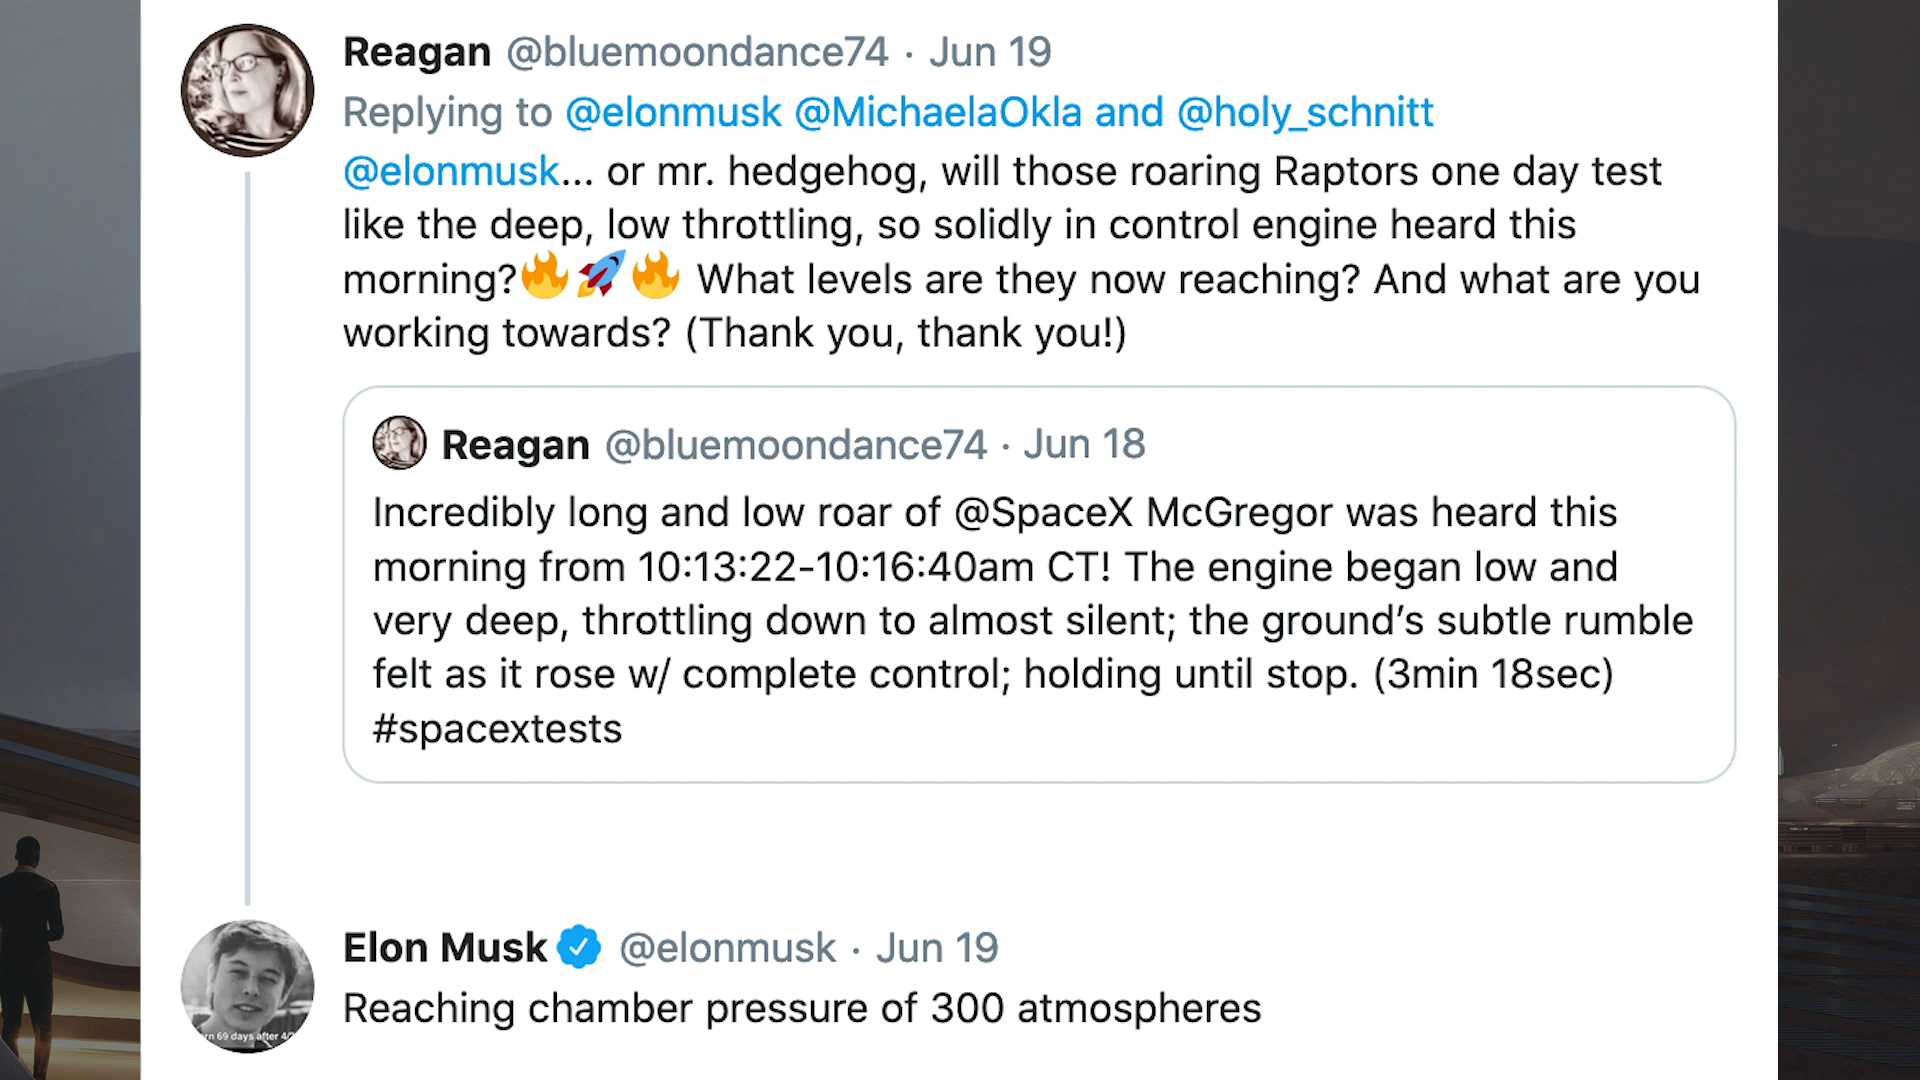 Reagan @bluemoondance74 · Jun 19
Replying to @elonmusk @MichaelaOkla and @holy_schnitt
@elonmusk... or mr. hedgehog, will those roaring Raptors one day test
like the deep, low throttling, so solidly in control engine heard this
morning?🔥🚀🔥 What levels are they now reaching? And what are you
working towards? (Thank you, thank you!)
Reagan @bluemoondance74 · Jun 18
Incredibly long and low roar of @SpaceX McGregor was heard this
morning from 10:13:22-10:16:40am CT! The engine began low and
very deep, throttling down to almost silent; the ground’s subtle rumble
felt as it rose w/ complete control; holding until stop. (3min 18sec)
#spacextests
Elon Musk @elonmusk · Jun 19
Reaching chamber pressure of 300 atmospheres
rn 69 days after 4/